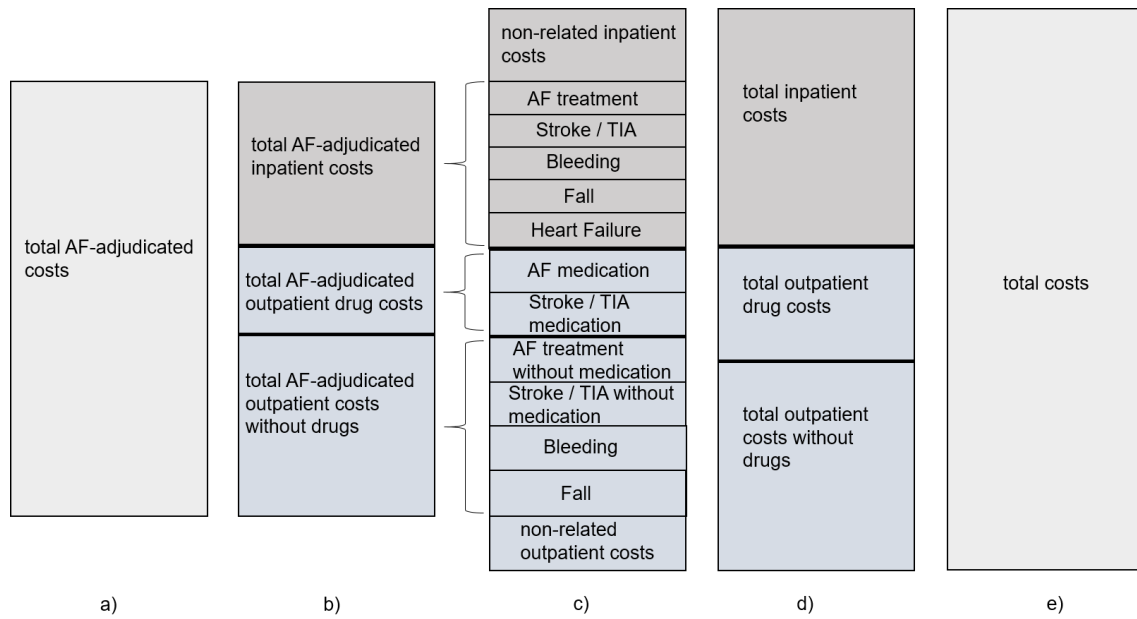 total AF-adjudicated
costs
a)
total AF-adjudicated
inpatient costs
total AF-adjudicated
outpatient drug costs
total AF-adjudicated
outpatient costs
without drugs
b)
non-related inpatient
costs
AF treatment
Stroke / TIA
Bleeding
Fall
Heart Failure
AF medication
Stroke / TIA
medication
AF treatment
without medication
Stroke / TIA without
medication
Bleeding
Fall
non-related
outpatient costs
c)
total inpatient
costs
total outpatient
drug costs
total outpatient
costs without
drugs
d)
total costs
e)